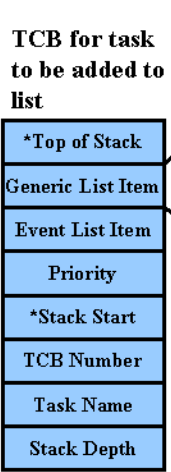 TCB for task
to be added to
list
*Top of Stack
Generic List Item
Event List Item
Priority
*Stack Start
TCB Number
Task Name
Stack Depth